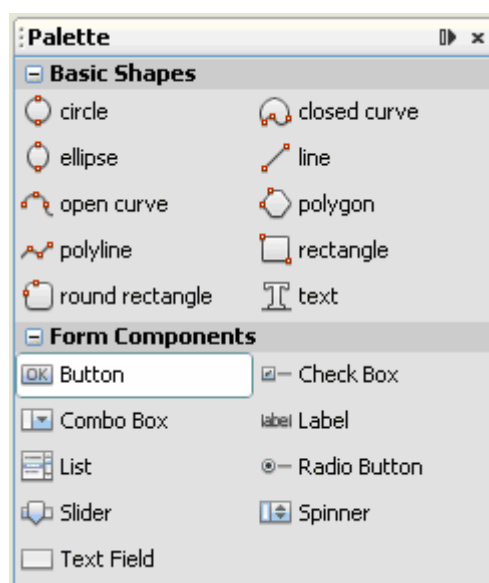 Palette
Basic Shapes
circle closed curve
ellipse line
open curve polygon
polyline rectangle
round rectangle T text
Form Components
OK Button Check Box
Combo Box label Label
List Radio Button
Slider Spinner
Text Field